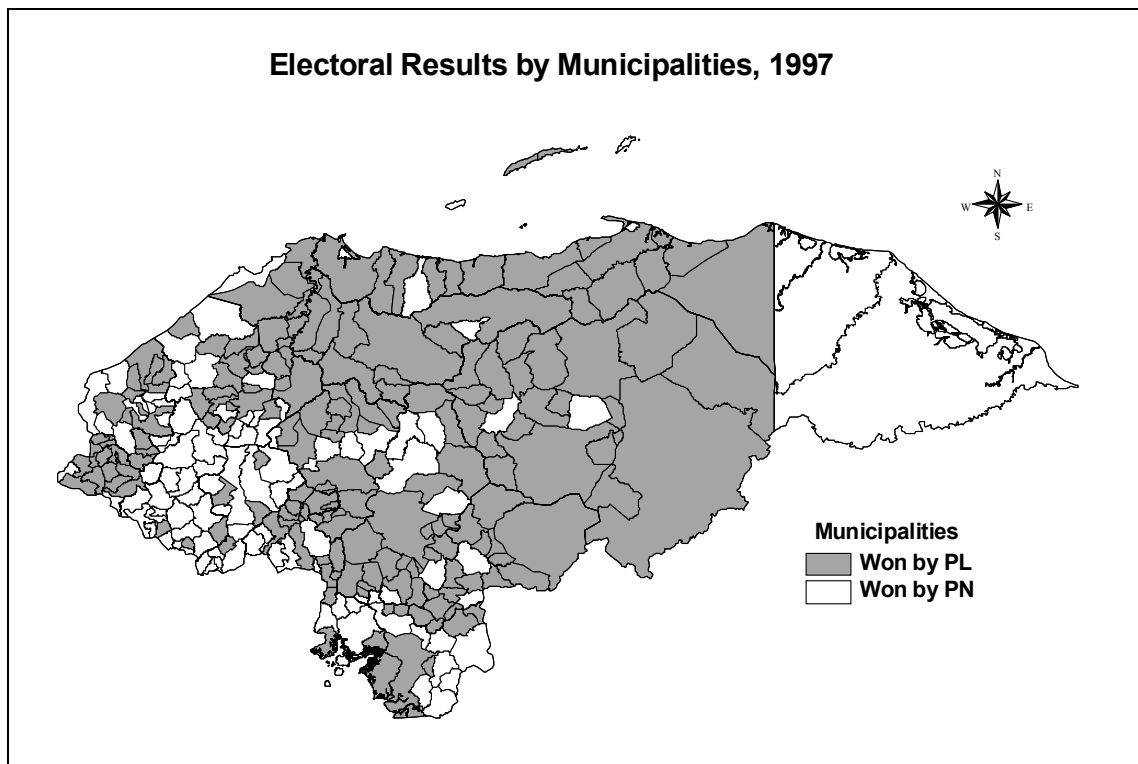 Electoral Results by Municipalities, 1997
N
W E
S
Municipalities
Won by PL
Won by PN